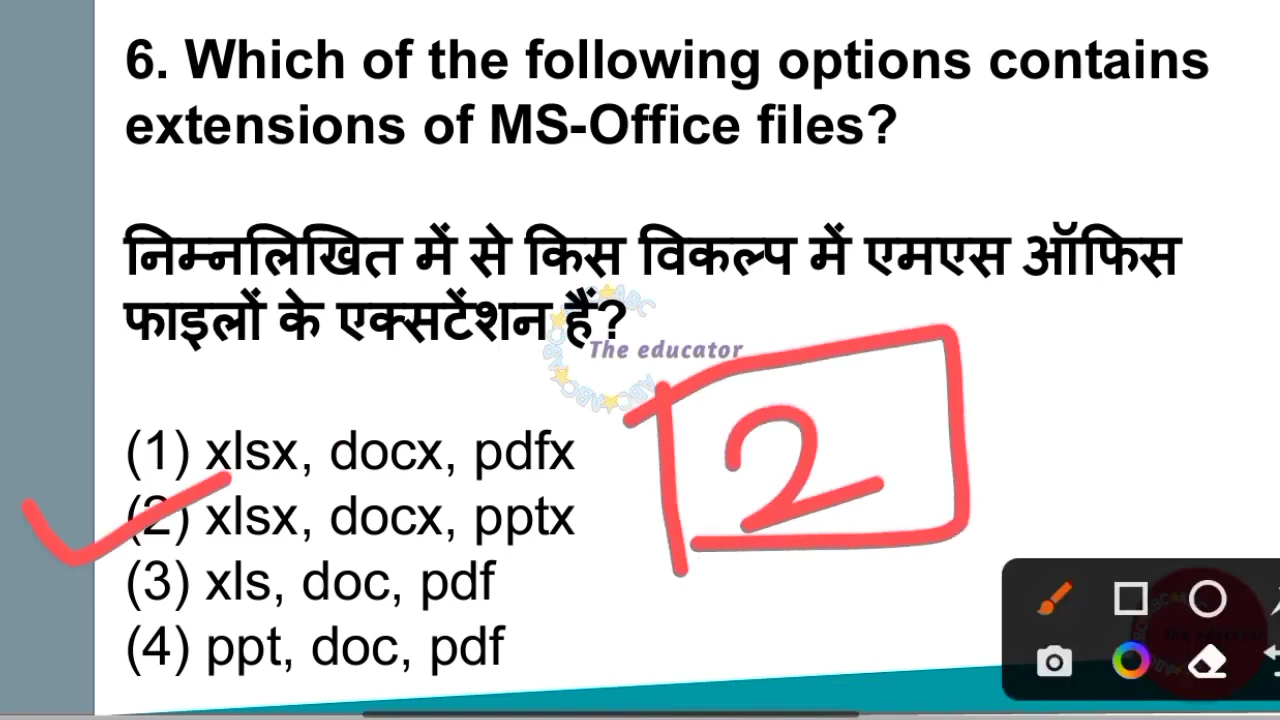 6. Which of the following options contains
extensions of MS-Office files?
निम्नलिखित में से किस विकल्प में एमएस ऑफिस
फाइलों के एक्सटेंशन हैं?
The educator
(1) xlsx, docx, pdfx
(2) xlsx, docx, pptx
(3) xls, doc, pdf
(4) ppt, doc, pdf
2